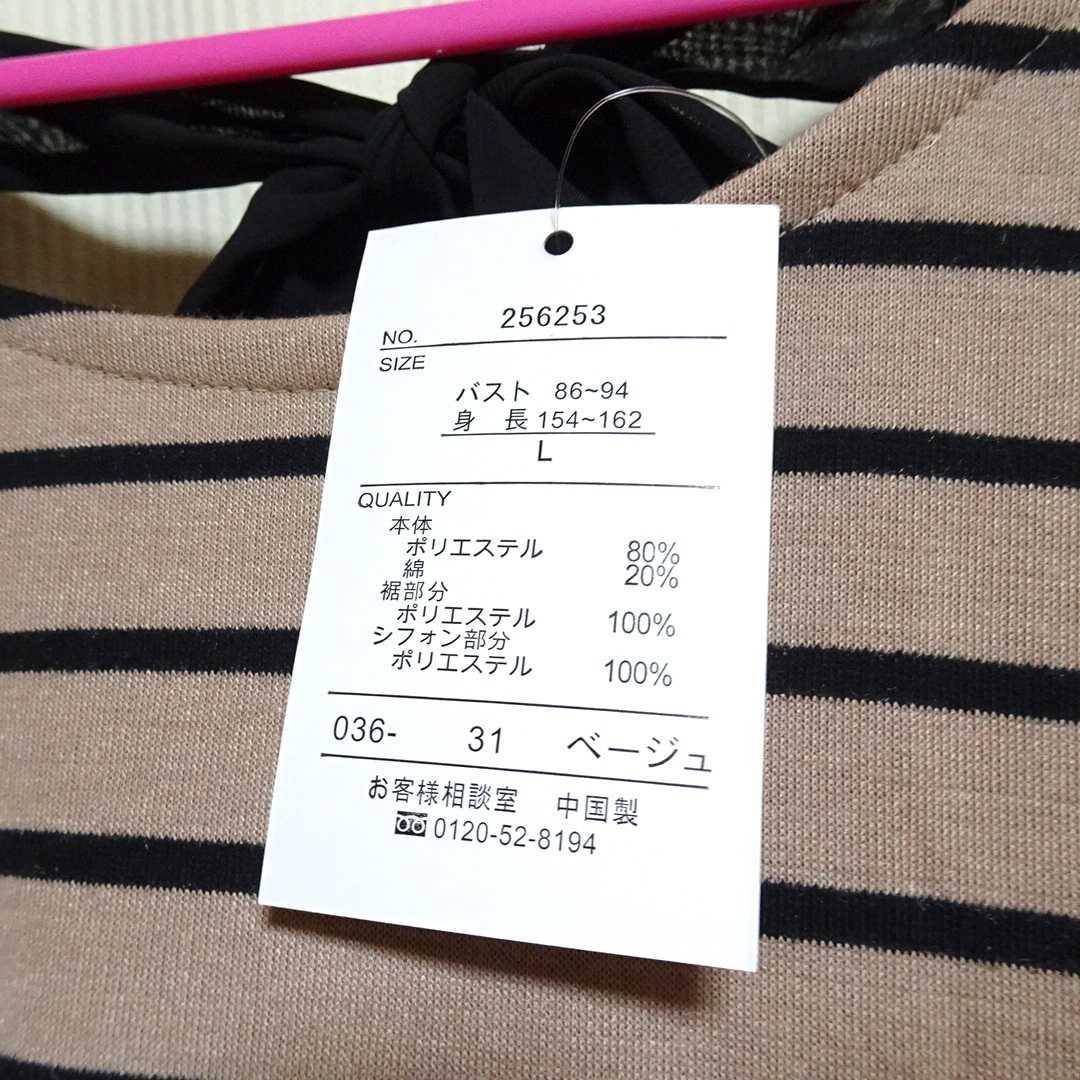 NO. 256253
SIZE
バスト 86~94
身 長 154~162
L
QUALITY
本体
ポリエステル 80%
綿 20%
裾部分
ポリエステル 100%
シフォン部分
ポリエステル 100%
036- 31 ベージュ
お客様相談室 中国製
0120-52-8194